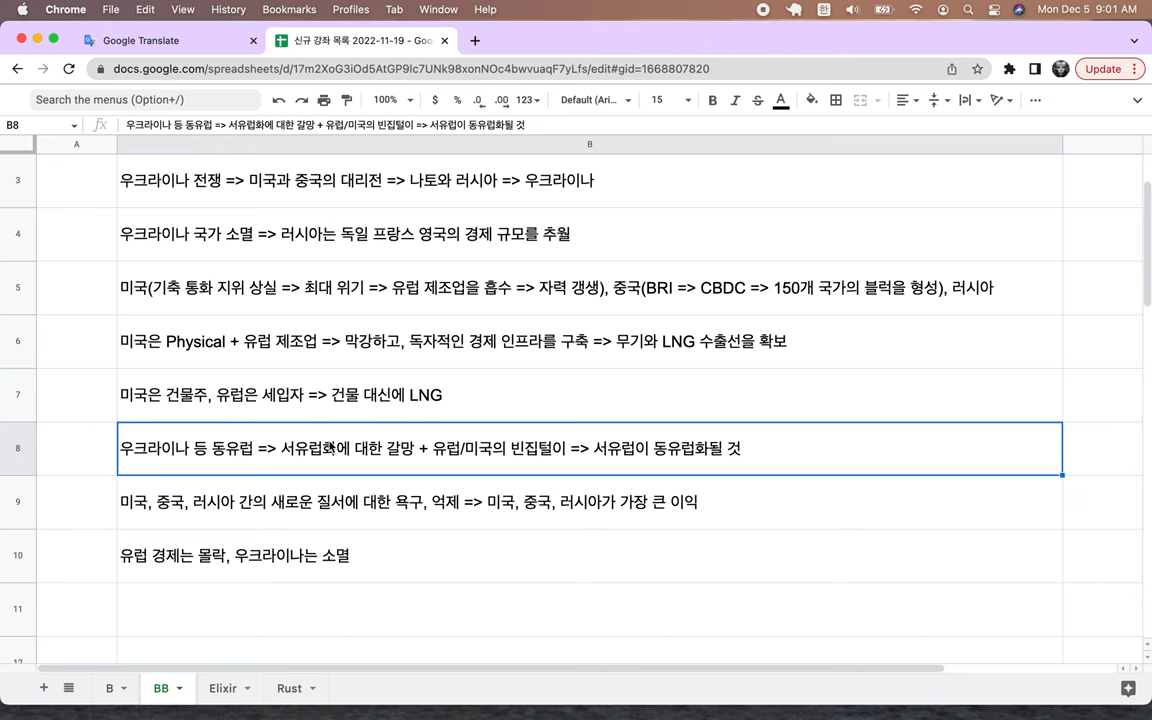 Chrome File Edit View History Bookmarks Profiles Tab Window Help 한 Mon Dec 5 9:01 AM
Google Translate
신규 강좌 목록 2022-11-19 - Goo
docs.google.com/spreadsheets/d/17m2XoG3iOd5AtGP9lc7UNk98xonNOc4bwvuaqF7yLfs/edit#gid=1668807820 Update
Search the menus (Option+/) 100% $ % .0 .00 123 Default (Ari... 15 B I S A
B8 fx 우크라이나 등 동유럽 => 서유럽화에 대한 갈망 + 유럽/미국의 빈집털이 => 서유럽이 동유럽화될 것
A B
3 우크라이나 전쟁 => 미국과 중국의 대리전 => 나토와 러시아 => 우크라이나
4 우크라이나 국가 소멸 => 러시아는 독일 프랑스 영국의 경제 규모를 추월
5 미국(기축 통화 지위 상실 => 최대 위기 => 유럽 제조업을 흡수 => 자력 갱생), 중국(BRI => CBDC => 150개 국가의 블럭을 형성), 러시아
6 미국은 Physical + 유럽 제조업 => 막강하고, 독자적인 경제 인프라를 구축 => 무기와 LNG 수출선을 확보
7 미국은 건물주, 유럽은 세입자 => 건물 대신에 LNG
8 우크라이나 등 동유럽 => 서유럽화에 대한 갈망 + 유럽/미국의 빈집털이 => 서유럽이 동유럽화될 것
9 미국, 중국, 러시아 간의 새로운 질서에 대한 욕구, 억제 => 미국, 중국, 러시아가 가장 큰 이익
10 유럽 경제는 몰락, 우크라이나는 소멸
11
12
B BB Elixir Rust